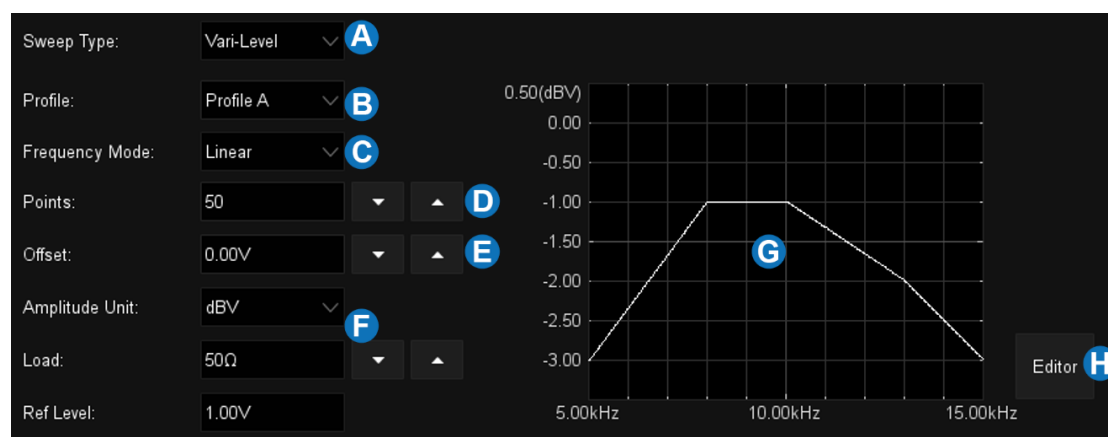 Sweep Type: Vari-Level A
Profile: Profile A B
Frequency Mode: Linear C
Points: 50 D
Offset: 0.00V E
Amplitude Unit: dBV
F
Load: 50Ω
Ref Level: 1.00V
0.50(dBV)
0.00
-0.50
-1.00
-1.50
-2.00
-2.50
-3.00
G
5.00kHz 10.00kHz 15.00kHz
Editor H